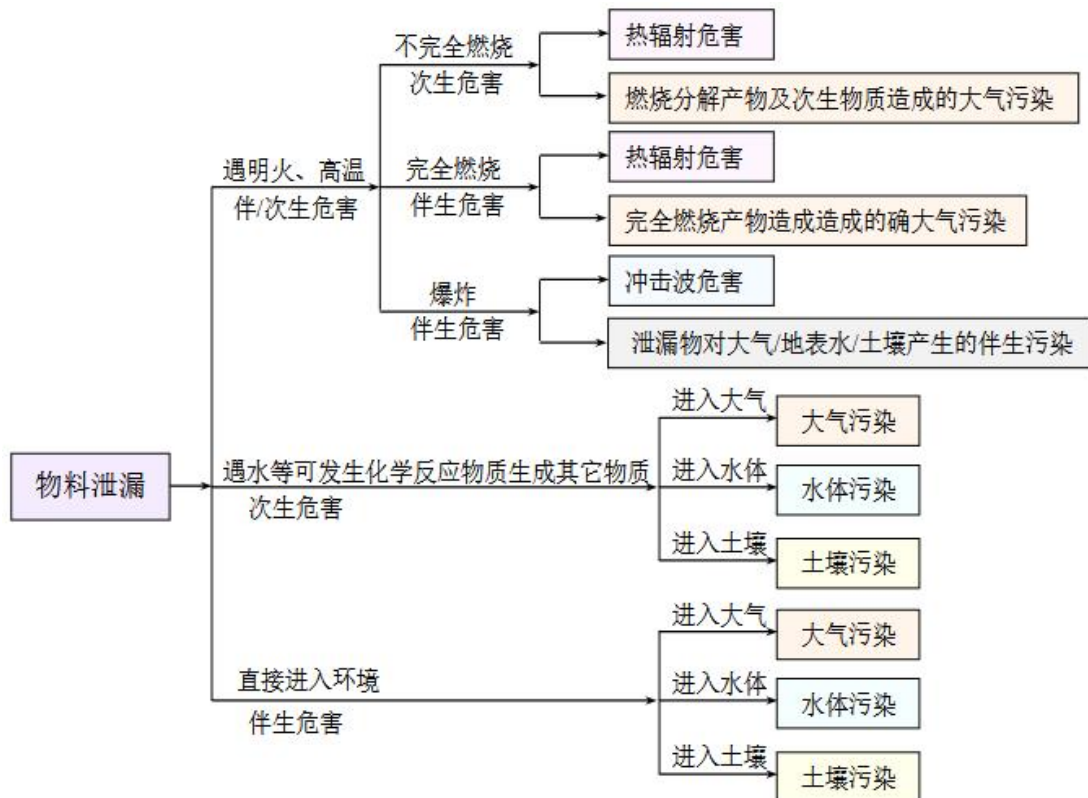 不完全燃烧
次生危害
热辐射危害
燃烧分解产物及次生物质造成的大气污染
遇明火、高温
伴/次生危害
完全燃烧
伴生危害
热辐射危害
完全燃烧产物造成造成的确大气污染
爆炸
伴生危害
冲击波危害
泄漏物对大气/地表水/土壤产生的伴生污染
物料泄漏
遇水等可发生化学反应物质生成其它物质
次生危害
进入大气
大气污染
进入水体
水体污染
进入土壤
土壤污染
直接进入环境
伴生危害
进入大气
大气污染
进入水体
水体污染
进入土壤
土壤污染